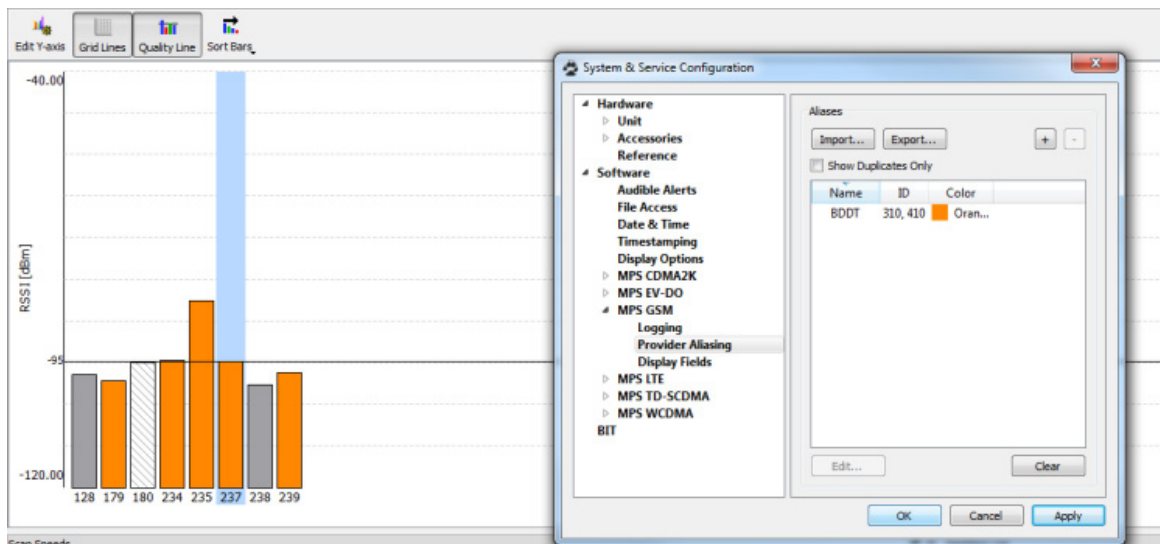 Edit Y-axis Grid Lines Quality Line Sort Bars
-40.00
RSSI [dBm]
-95
-120.00
128 179 180 234 235 237 238 239
System & Service Configuration
Hardware
Unit
Accessories
Reference
Software
Audible Alerts
File Access
Date & Time
Timestamping
Display Options
MPS CDMA2K
MPS EV-DO
MPS GSM
Logging
Provider Aliasing
Display Fields
MPS LTE
MPS TD-SCDMA
MPS WCDMA
BIT
Aliases
Import... Export... + -
Show Duplicates Only
Name ID Color
BDDT 310, 410 Oran...
Edit... Clear
OK Cancel Apply